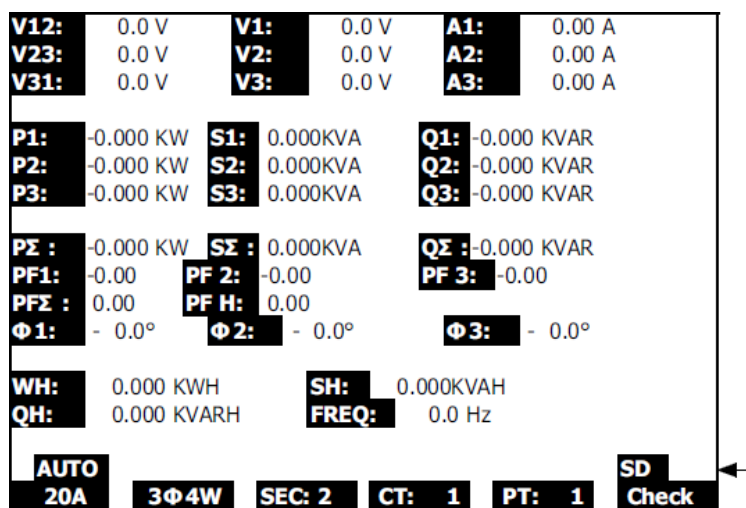 V12: 0.0 V V1: 0.0 V A1: 0.00 A
V23: 0.0 V V2: 0.0 V A2: 0.00 A
V31: 0.0 V V3: 0.0 V A3: 0.00 A
P1: -0.000 KW S1: 0.000KVA Q1: -0.000 KVAR
P2: -0.000 KW S2: 0.000KVA Q2: -0.000 KVAR
P3: -0.000 KW S3: 0.000KVA Q3: -0.000 KVAR
PΣ : -0.000 KW SΣ : 0.000KVA QΣ : -0.000 KVAR
PF1: -0.00 PF 2: -0.00 PF 3: -0.00
PFΣ : 0.00 PF H: 0.00
Φ1: - 0.0° Φ2: - 0.0° Φ3: - 0.0°
WH: 0.000 KWH SH: 0.000KVAH
QH: 0.000 KVARH FREQ: 0.0 Hz
AUTO SD
20A 3Φ4W SEC: 2 CT: 1 PT: 1 Check